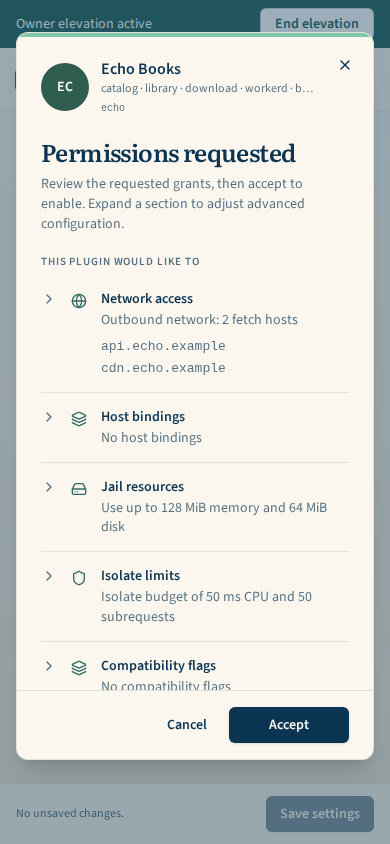 Owner elevation active
End elevation
EC
Echo Books
catalog · library · download · workerd · b…
echo
Permissions requested
Review the requested grants, then accept to
enable. Expand a section to adjust advanced
configuration.
THIS PLUGIN WOULD LIKE TO
Network access
Outbound network: 2 fetch hosts
api.echo.example
cdn.echo.example
Host bindings
No host bindings
Jail resources
Use up to 128 MiB memory and 64 MiB
disk
Isolate limits
Isolate budget of 50 ms CPU and 50
subrequests
Compatibility flags
No compatibility flags
Cancel
Accept
No unsaved changes.
Save settings